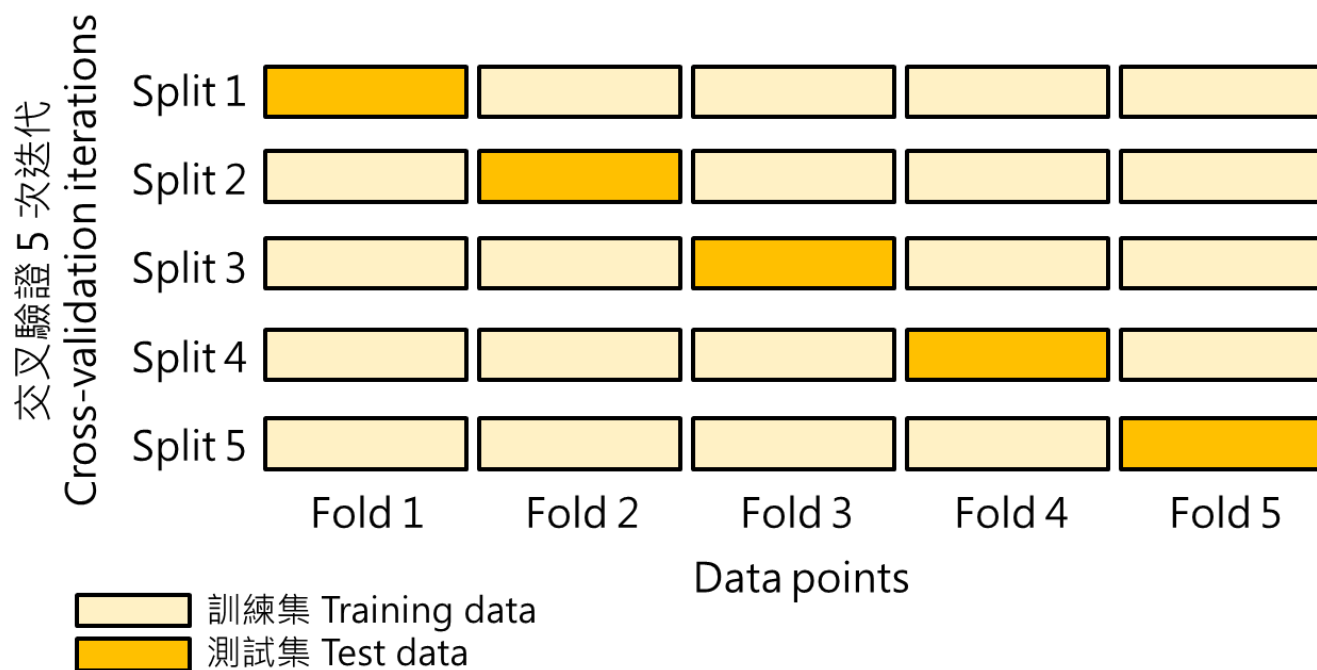 交叉驗證 5 次迭代
Cross-validation iterations
Split 1
Split 2
Split 3
Split 4
Split 5
Fold 1
Fold 2
Fold 3
Fold 4
Fold 5
Data points
訓練集 Training data
測試集 Test data